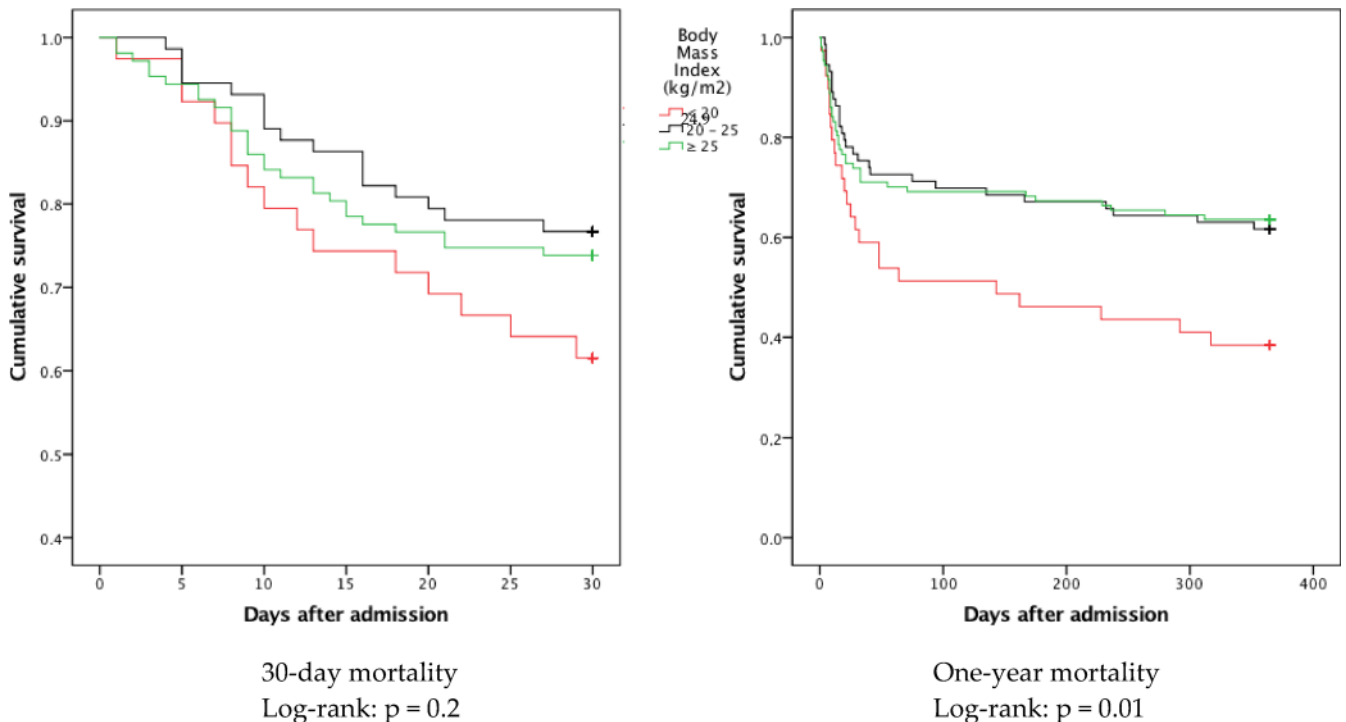 1.0
0.9
0.8
0.7
0.6
0.5
0.4
Cumulative survival
0
5
10
15
20
25
30
Days after admission
Body
Mass
Index
(kg/m2)
< 20
24.9
20 – 25
≥ 25
1,0
0,8
0,6
0,4
0,2
0,0
Cumulative survival
0
100
200
300
400
Days after admission
30-day mortality
Log-rank: p = 0.2
One-year mortality
Log-rank: p = 0.01